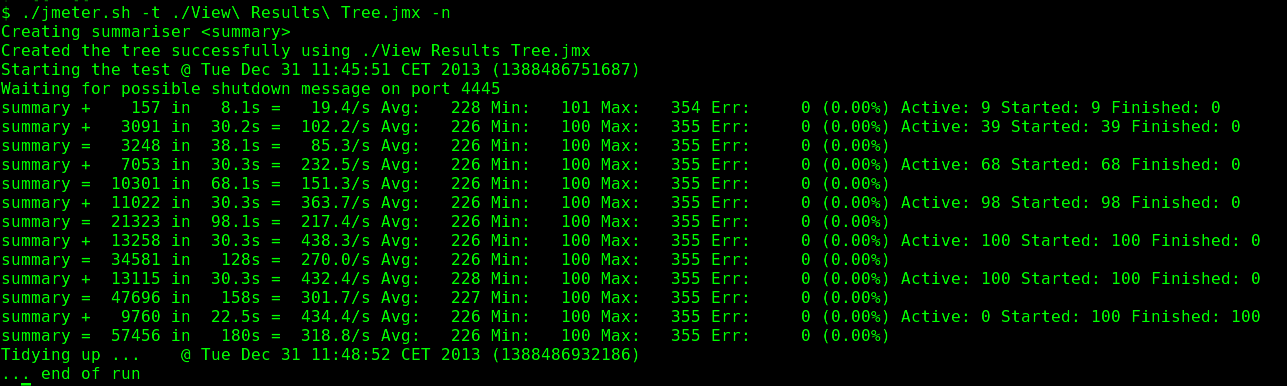 $ ./jmeter.sh -t ./View\ Results\ Tree.jmx -n
Creating summariser <summary>
Created the tree successfully using ./View Results Tree.jmx
Starting the test @ Tue Dec 31 11:45:51 CET 2013 (1388486751687)
Waiting for possible shutdown message on port 4445
summary +    157 in   8.1s =   19.4/s Avg:   228 Min:   101 Max:   354 Err:     0 (0.00%) Active: 9 Started: 9 Finished: 0
summary +   3091 in  30.2s =  102.2/s Avg:   226 Min:   100 Max:   355 Err:     0 (0.00%) Active: 39 Started: 39 Finished: 0
summary =   3248 in  38.1s =   85.3/s Avg:   226 Min:   100 Max:   355 Err:     0 (0.00%)
summary +   7053 in  30.3s =  232.5/s Avg:   226 Min:   100 Max:   355 Err:     0 (0.00%) Active: 68 Started: 68 Finished: 0
summary =  10301 in  68.1s =  151.3/s Avg:   226 Min:   100 Max:   355 Err:     0 (0.00%)
summary +  11022 in  30.3s =  363.7/s Avg:   226 Min:   100 Max:   355 Err:     0 (0.00%) Active: 98 Started: 98 Finished: 0
summary =  21323 in  98.1s =  217.4/s Avg:   226 Min:   100 Max:   355 Err:     0 (0.00%)
summary +  13258 in  30.3s =  438.3/s Avg:   226 Min:   100 Max:   355 Err:     0 (0.00%) Active: 100 Started: 100 Finished: 0
summary =  34581 in   128s =  270.0/s Avg:   226 Min:   100 Max:   355 Err:     0 (0.00%)
summary +  13115 in  30.3s =  432.4/s Avg:   228 Min:   100 Max:   355 Err:     0 (0.00%) Active: 100 Started: 100 Finished: 0
summary =  47696 in   158s =  301.7/s Avg:   227 Min:   100 Max:   355 Err:     0 (0.00%)
summary +   9760 in  22.5s =  434.4/s Avg:   226 Min:   100 Max:   355 Err:     0 (0.00%) Active: 0 Started: 100 Finished: 100
summary =  57456 in   180s =  318.8/s Avg:   226 Min:   100 Max:   355 Err:     0 (0.00%)
Tidying up ...    @ Tue Dec 31 11:48:52 CET 2013 (1388486932186)
... end of run